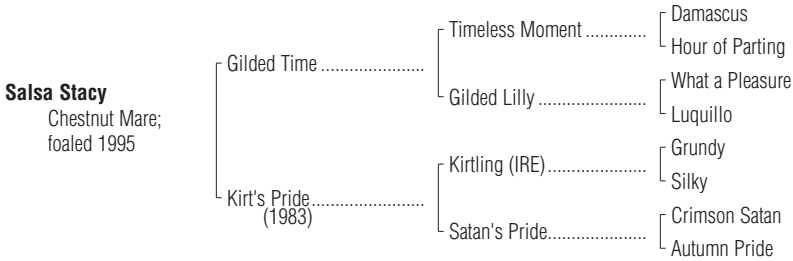 Damascus
Timeless Moment .............
Hour of Parting
Gilded Time ......................
What a Pleasure
Gilded Lilly .......................
Luquillo
Salsa Stacy
Chestnut Mare;
foaled 1995
Grundy
Kirtling (IRE) ......................
Silky
Kirt's Pride ........................
(1983)
Crimson Satan
Satan's Pride......................
Autumn Pride